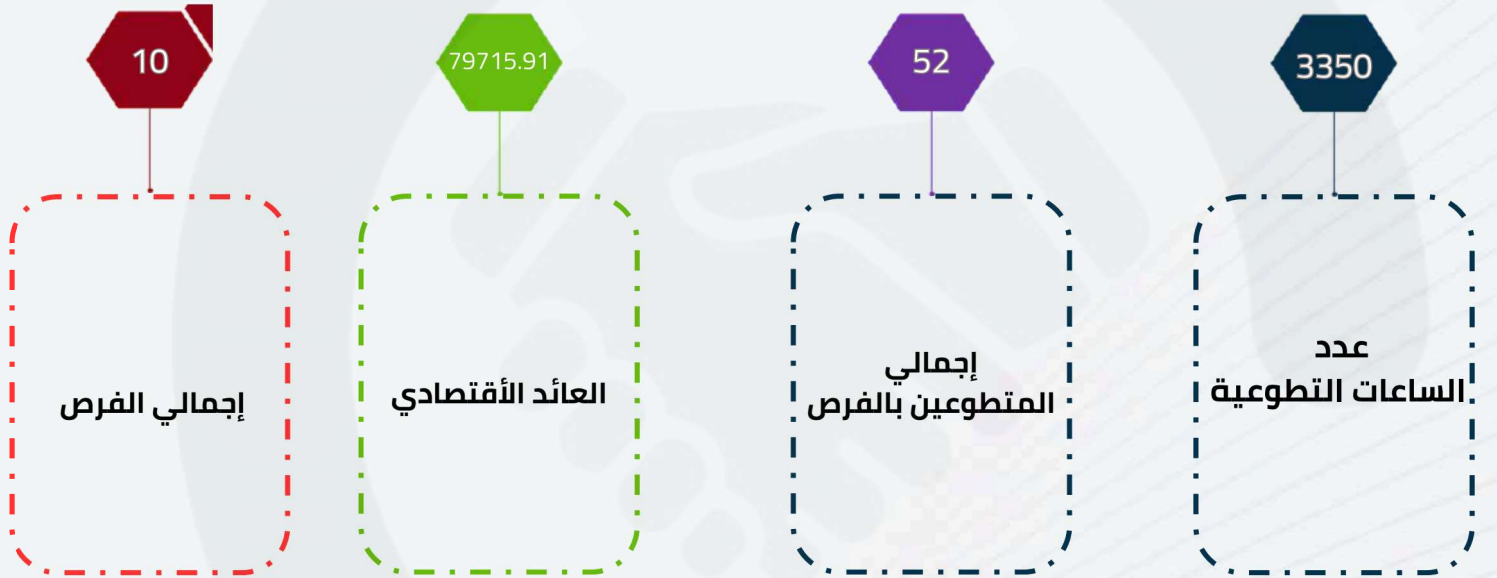 3350
52
79715.91
10
عدد
الساعات التطوعية
إجمالي
المتطوعين بالفرص
العائد الأقتصادي
إجمالي الفرص